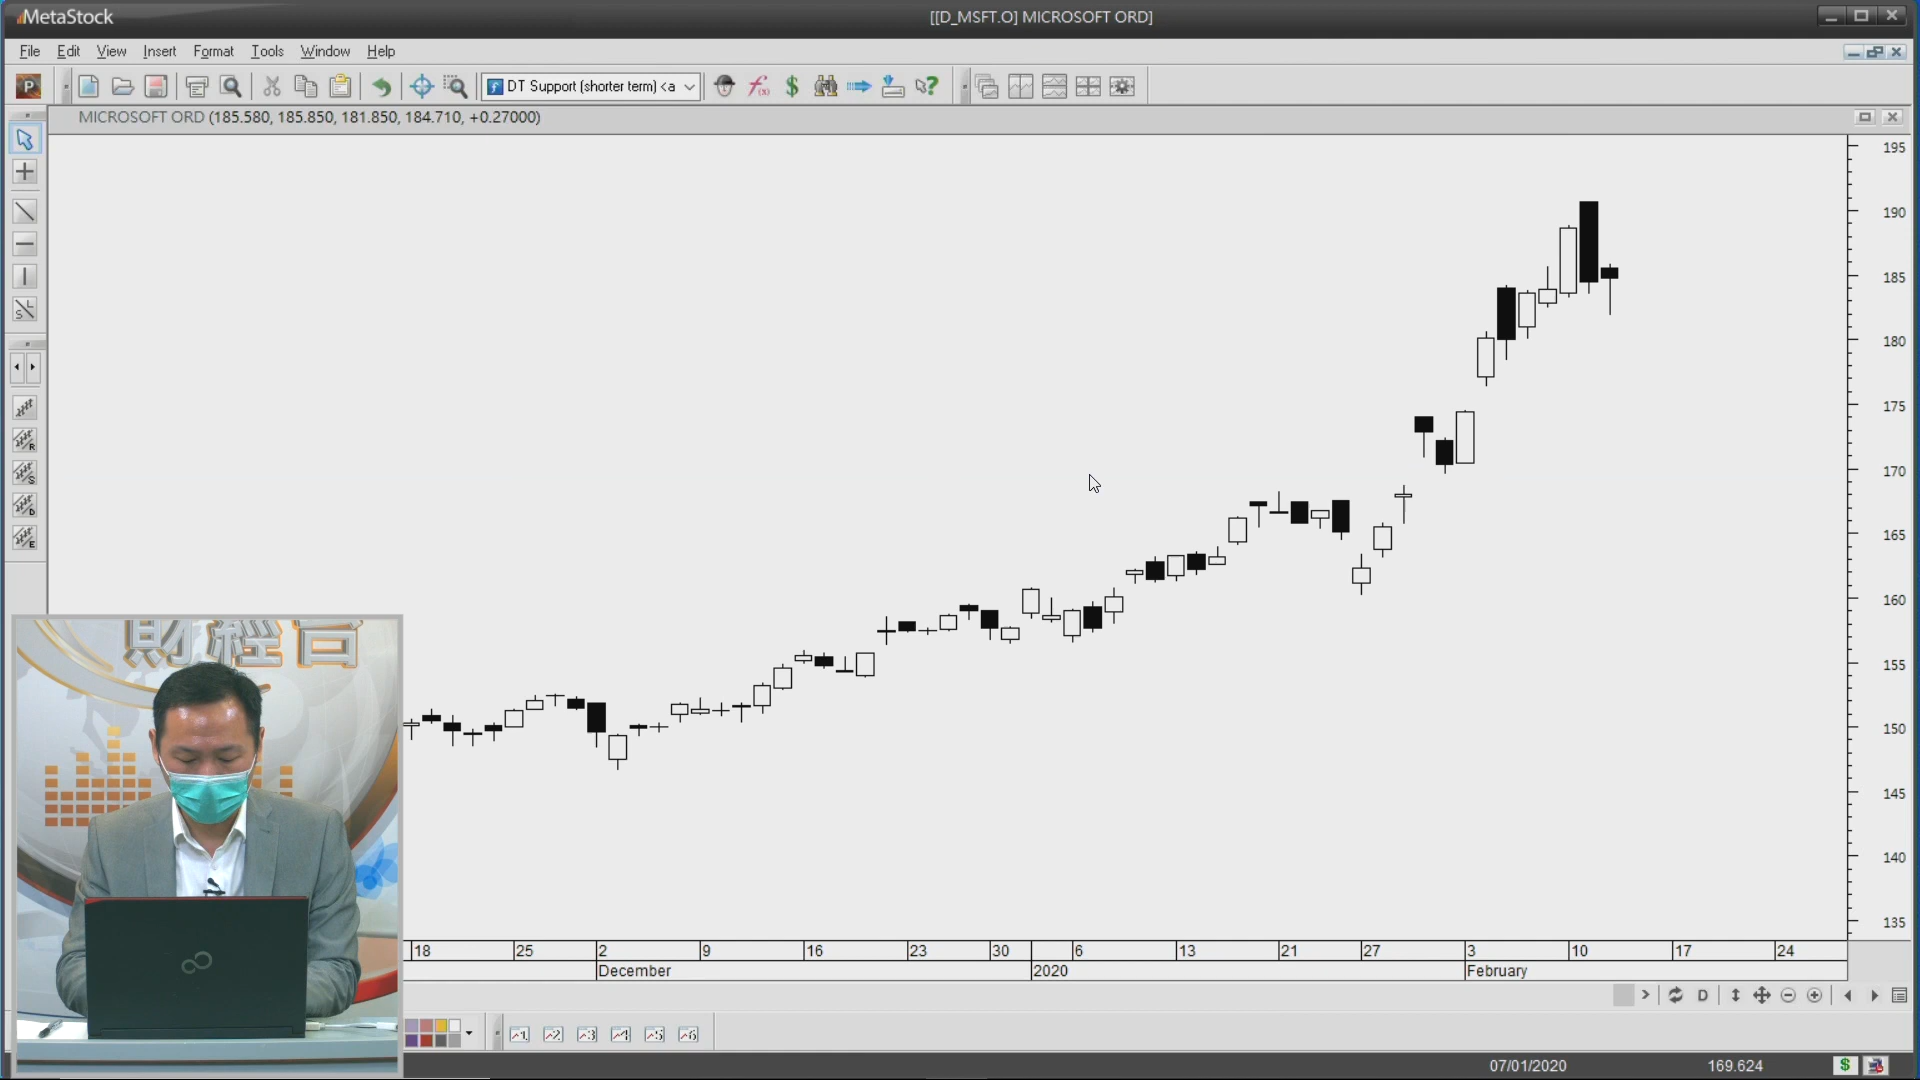 MetaStock
[[D_MSFT.O] MICROSOFT ORD]
File Edit View Insert Format Tools Window Help
DT Support (shorter term) <a
MICROSOFT ORD (185.580, 185.850, 181.850, 184.710, +0.27000)
195
190
185
180
175
170
165
160
155
150
145
140
135
財經台
18 25 2 9 16 23 30 6 13 21 27 3 10 17 24
December 2020 February
D
07/01/2020 169.624